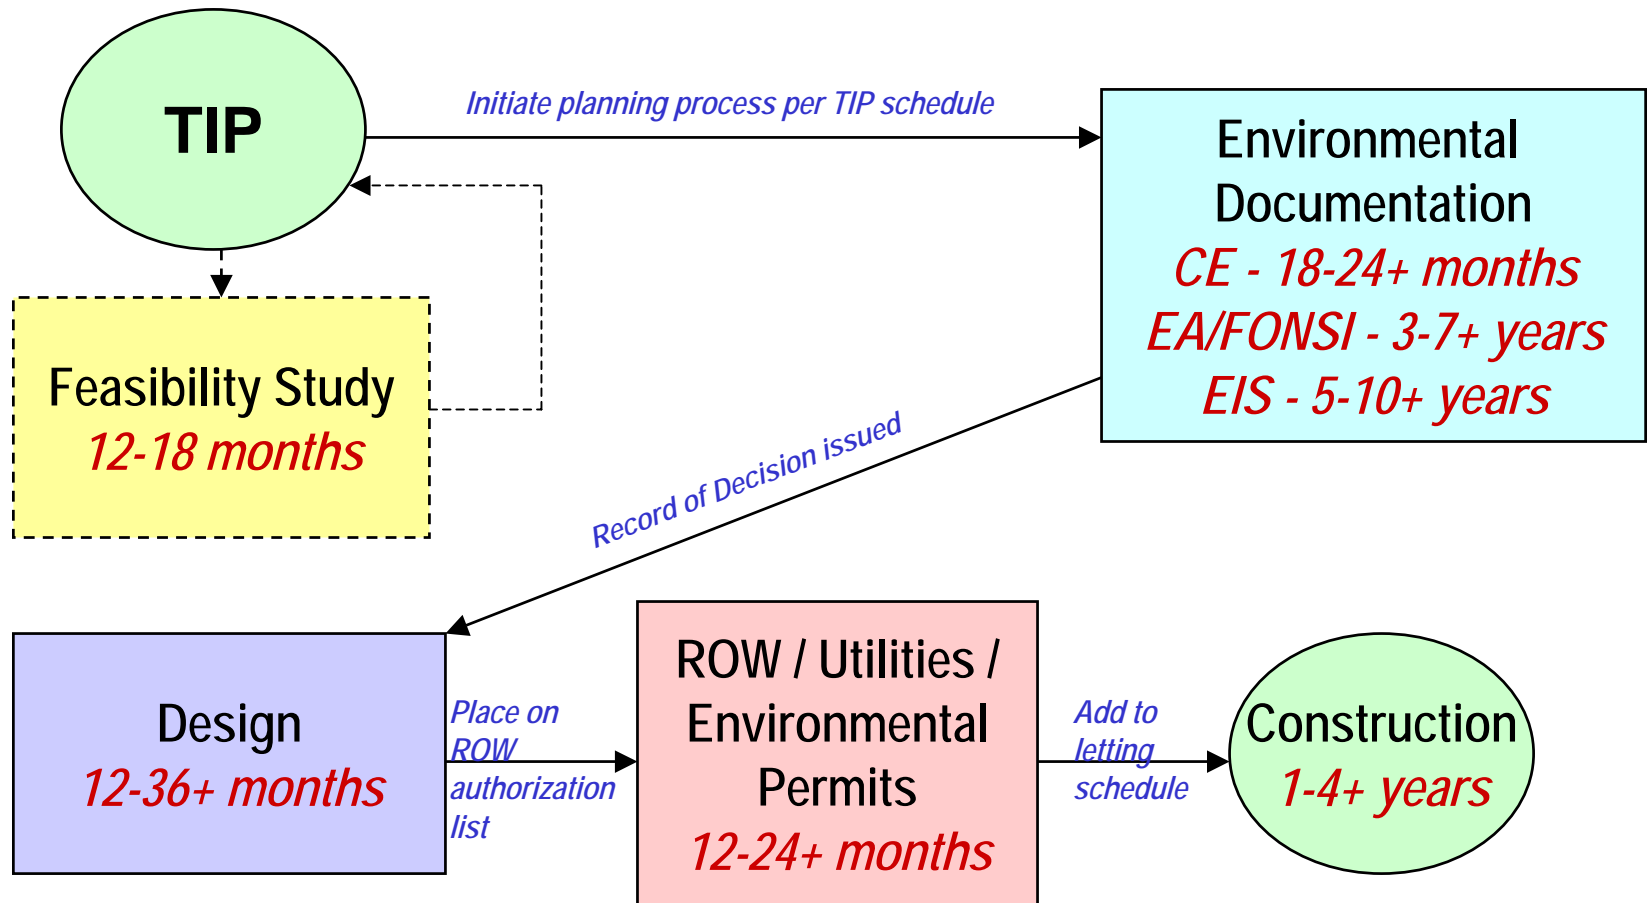 TIP
Initiate planning process per TIP schedule
Environmental
Documentation
CE - 18-24+ months
EA/FONSI - 3-7+ years
EIS - 5-10+ years
Feasibility Study
12-18 months
Record of Decision issued
Design
12-36+ months
Place on
ROW
authorization
list
ROW / Utilities /
Environmental
Permits
12-24+ months
Add to
letting
schedule
Construction
1-4+ years